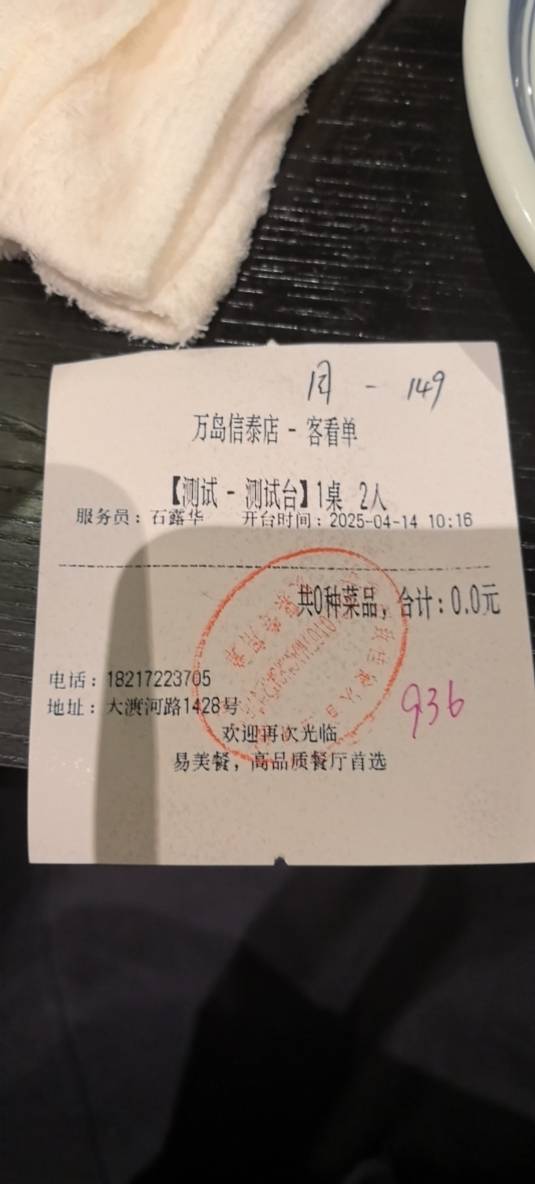 149
万岛信泰店 - 客看单
【测试 - 测试台】1桌 2人
服务员：石露华 开台时间：2025-04-14 10:16
共0种菜品，合计：0.0元
电话：18217223705
地址：大渡河路1428号
936
欢迎再次光临
易美餐，高品质餐厅首选